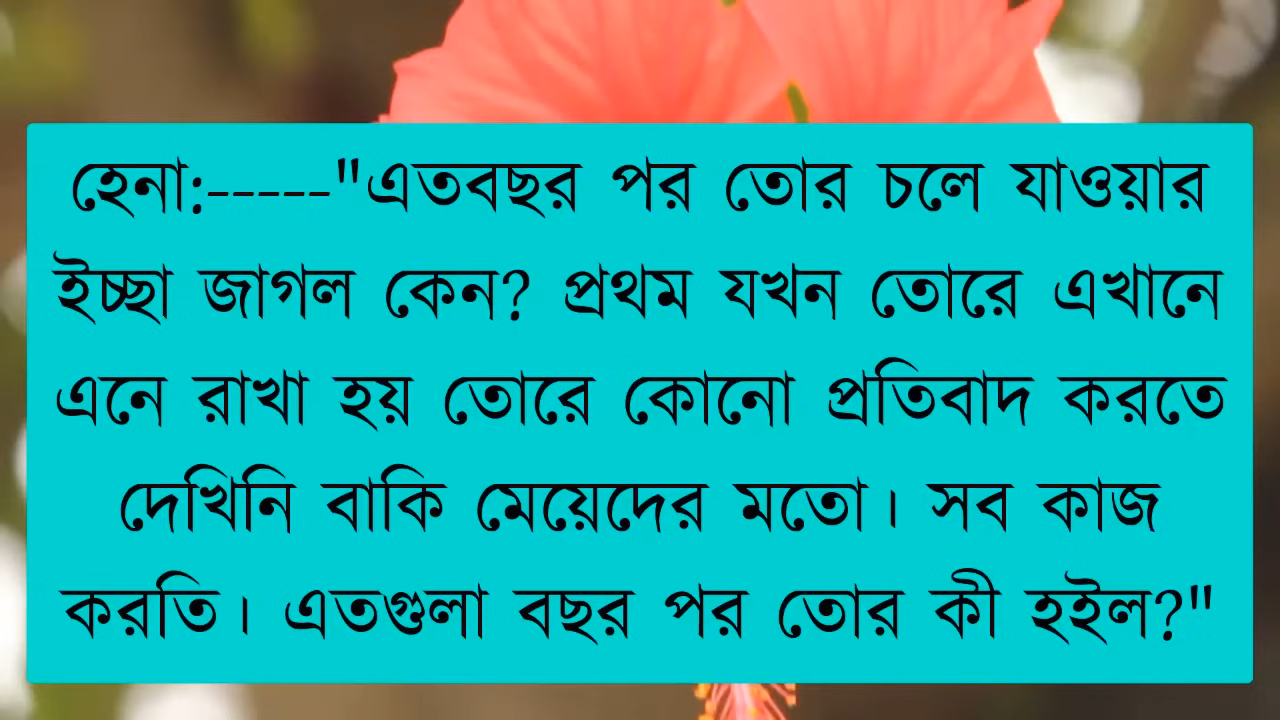 হেনা:-----"এতবছর পর তোর চলে যাওয়ার
ইচ্ছা জাগল কেন? প্রথম যখন তোরে এখানে
এনে রাখা হয় তোরে কোনো প্রতিবাদ করতে
দেখিনি বাকি মেয়েদের মতো। সব কাজ
করতি। এতগুলা বছর পর তোর কী হইল?"